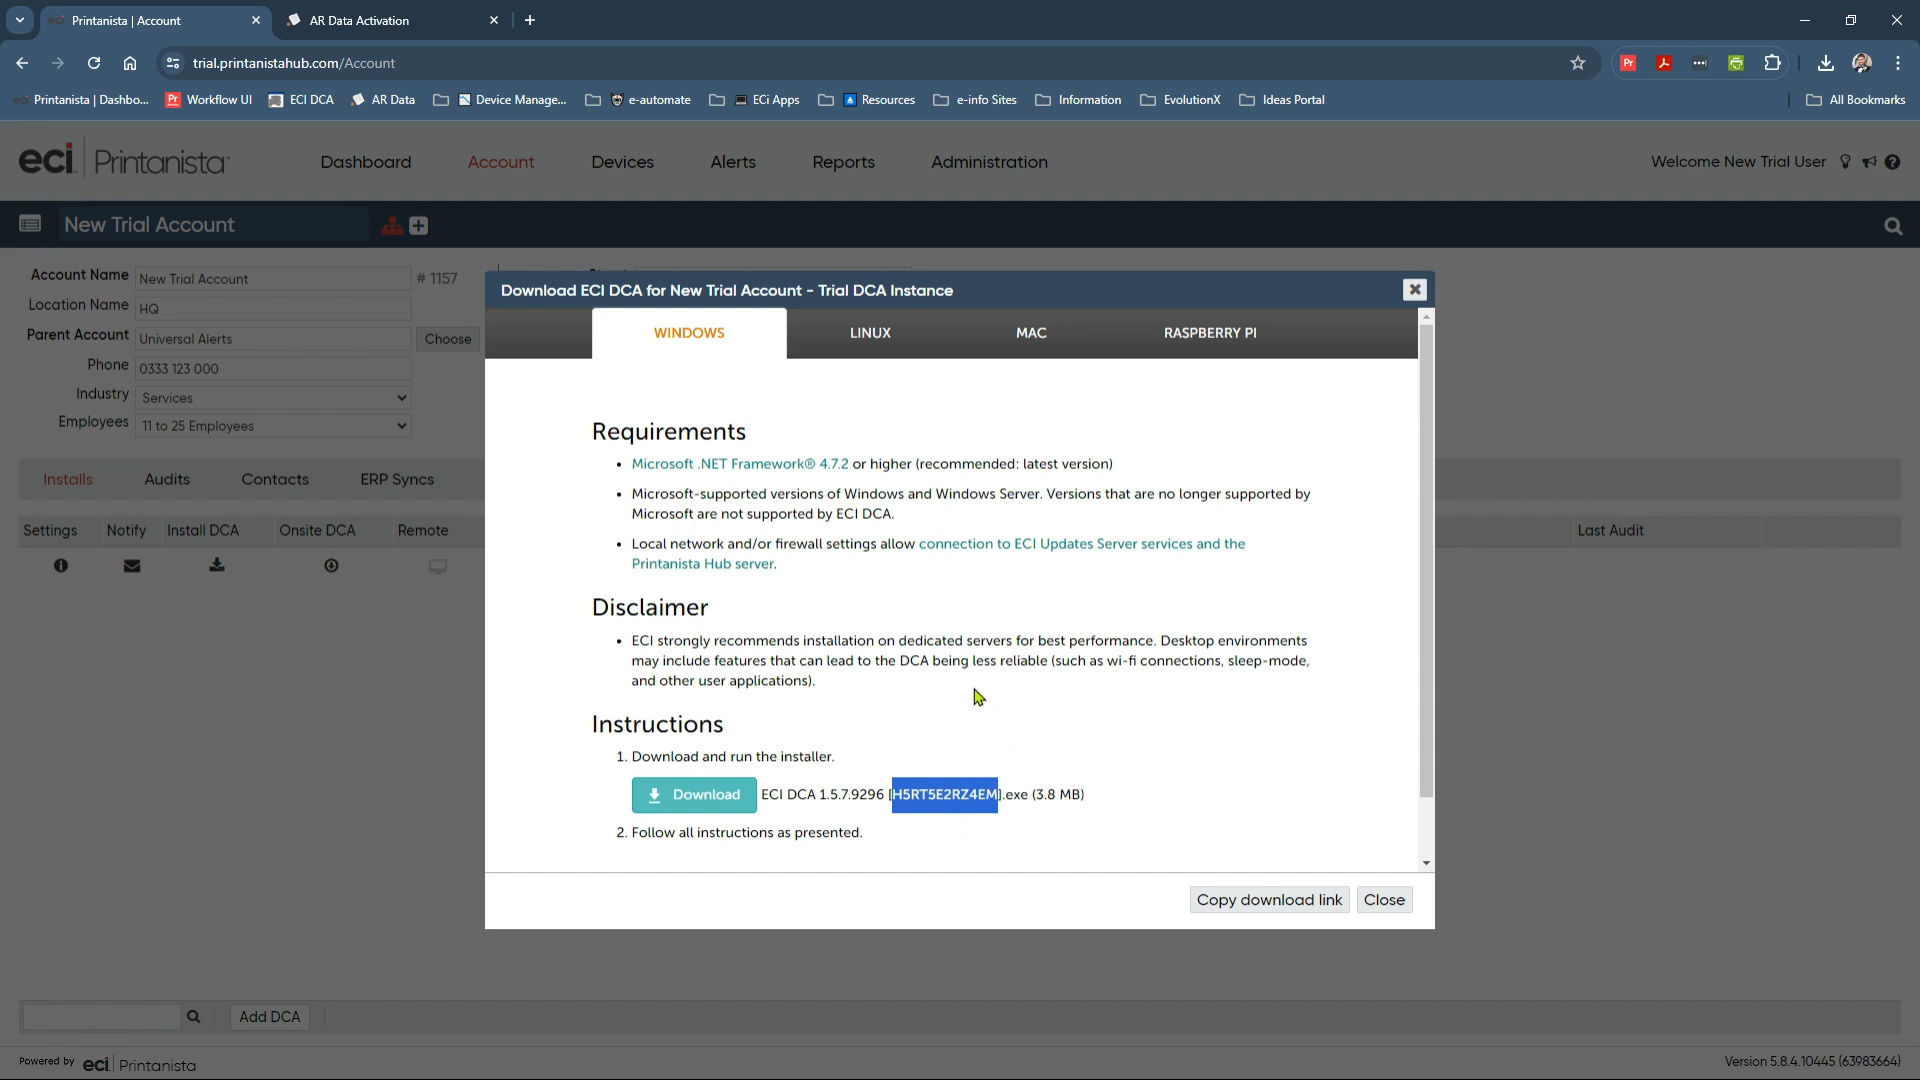 Printanista | Account
AR Data Activation
trial.printanistahub.com/Account
Printanista | Dashbo...
Workflow UI
ECI DCA
AR Data
Device Manage...
e-automate
ECi Apps
Resources
e-info Sites
Information
EvolutionX
Ideas Portal
All Bookmarks
eci Printanista
Dashboard
Account
Devices
Alerts
Reports
Administration
Welcome New Trial User
New Trial Account
Account Name New Trial Account # 1157
Location Name HQ
Parent Account Universal Alerts Choose
Phone 0333 123 000
Industry Services
Employees 11 to 25 Employees
Installs Audits Contacts ERP Syncs
Settings Notify Install DCA Onsite DCA Remote Last Audit
Download ECI DCA for New Trial Account - Trial DCA Instance
WINDOWS LINUX MAC RASPBERRY PI
Requirements
• Microsoft .NET Framework® 4.7.2 or higher (recommended: latest version)
• Microsoft-supported versions of Windows and Windows Server. Versions that are no longer supported by
Microsoft are not supported by ECI DCA.
• Local network and/or firewall settings allow connection to ECI Updates Server services and the
Printanista Hub server.
Disclaimer
• ECI strongly recommends installation on dedicated servers for best performance. Desktop environments
may include features that can lead to the DCA being less reliable (such as wi-fi connections, sleep-mode,
and other user applications).
Instructions
1. Download and run the installer.
Download ECI DCA 1.5.7.9296 [H5RT5E2RZ4EM].exe (3.8 MB)
2. Follow all instructions as presented.
Copy download link Close
Add DCA
Powered by eci Printanista
Version 5.8.4.10445 (63983664)